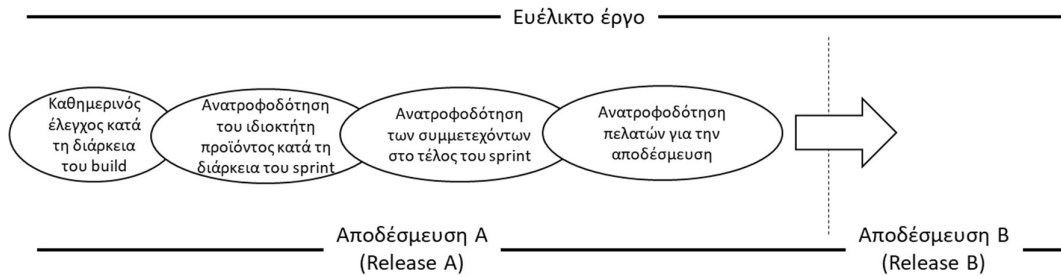 Ευέλικτο έργο
Καθημερινός
έλεγχος κατά
τη διάρκεια
του build
Ανατροφοδότηση
του ιδιοκτήτη
προϊόντος κατά τη
διάρκεια του sprint
Ανατροφοδότηση
των συμμετεχόντων
στο τέλος του sprint
Ανατροφοδότηση
πελατών για την
αποδέσμευση
Αποδέσμευση Α
(Release A)
Αποδέσμευση Β
(Release B)